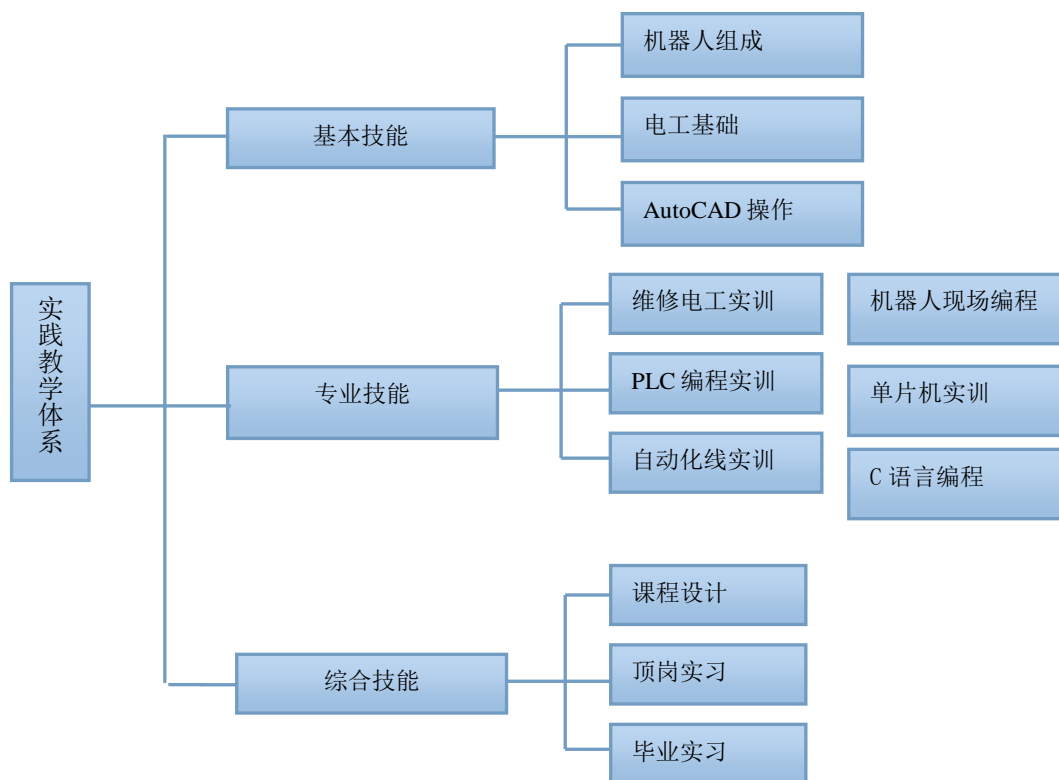 实践教学体系
基本技能
机器人组成
电工基础
AutoCAD 操作
专业技能
维修电工实训
机器人现场编程
PLC 编程实训
单片机实训
自动化线实训
C 语言编程
综合技能
课程设计
顶岗实习
毕业实习